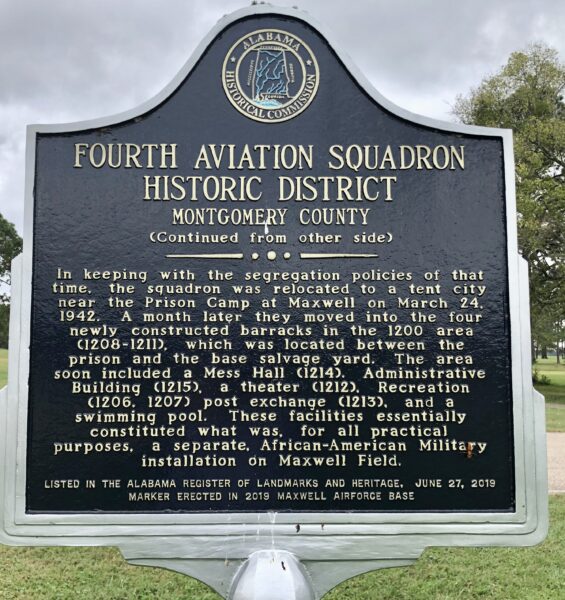 ALABAMA
HISTORICAL COMMISSION
FOURTH AVIATION SQUADRON
HISTORIC DISTRICT
MONTGOMERY COUNTY
(Continued from other side)
In keeping with the segregation policies of that
time, the squadron was relocated to a tent city
near the Prison Camp at Maxwell on March 24,
1942. A month later they moved into the four
newly constructed barracks in the 1200 area
(1208-1211), which was located between the
prison and the base salvage yard. The area
soon included a Mess Hall (1214), Administrative
Building (1215), a theater (1212), Recreation
(1206, 1207) post exchange (1213), and a
swimming pool. These facilities essentially
constituted what was, for all practical
purposes, a separate, African-American Military
installation on Maxwell Field.
LISTED IN THE ALABAMA REGISTER OF LANDMARKS AND HERITAGE, JUNE 27, 2019
MARKER ERECTED IN 2019 MAXWELL AIRFORCE BASE